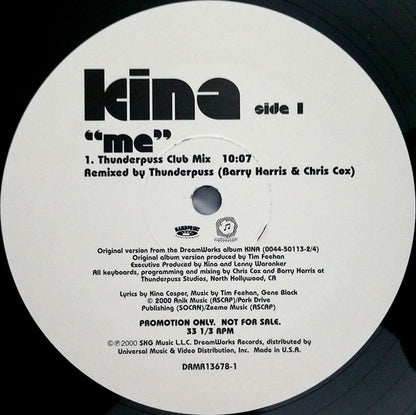 kina side 1
“me”
1. Thunderpuss Club Mix 10:07
Remixed by Thunderpuss (Barry Harris & Chris Cox)
Original version from the DreamWorks album KINA (0044-50113-2/4)
Original album version produced by Tim Feehan
Executive Produced by Kina and Lenny Waronker
All keyboards, programming and mixing by Chris Cox and Barry Harris at
Thunderpuss Studios, North Hollywood, CA
Lyrics by Kina Cosper, Music by Tim Feehan, Gene Black
© 2000 Anik Music (ASCAP)/Park Drive
Publishing (SOCAN)/Zeema Music (ASCAP)
PROMOTION ONLY. NOT FOR SALE.
33 1/3 RPM
℗©2000 SKG Music L.L.C. DreamWorks Records, distributed by
Universal Music & Video Distribution, Inc. Made in U.S.A.
DRMR13678-1